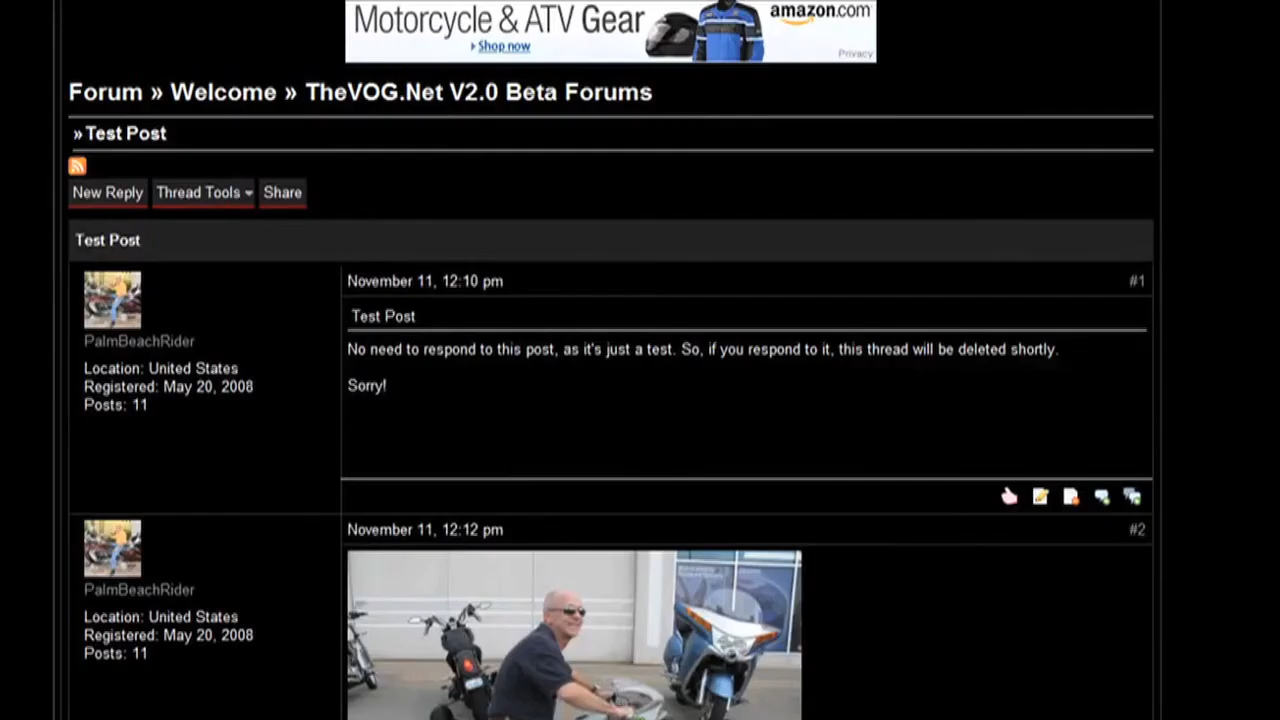 Motorcycle & ATV Gear
amazon.com
Shop now
Privacy
Forum » Welcome » TheVOG.Net V2.0 Beta Forums
» Test Post
New Reply Thread Tools Share
Test Post
November 11, 12:10 pm #1
PalmBeachRider
Location: United States
Registered: May 20, 2008
Posts: 11
Test Post
No need to respond to this post, as it's just a test. So, if you respond to it, this thread will be deleted shortly.
Sorry!
November 11, 12:12 pm #2
PalmBeachRider
Location: United States
Registered: May 20, 2008
Posts: 11